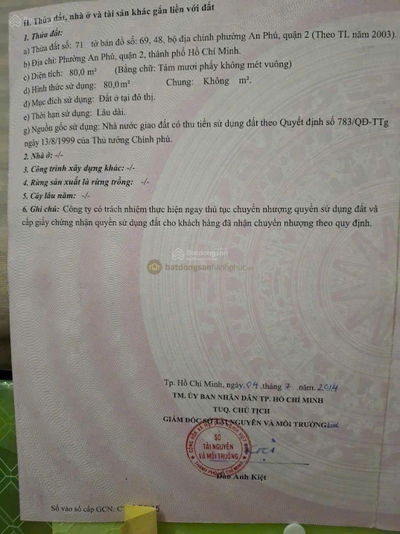 II. Thửa đất, nhà ở và tài sản khác gắn liền với đất
1. Thửa đất:
a) Thửa đất số: 71 tờ bản đồ số: 69, 48, bộ địa chính phường An Phú, quận 2 (Theo TL năm 2003).
b) Địa chỉ: Phường An Phú, quận 2, thành phố Hồ Chí Minh.
c) Diện tích: 80,0 m² (Bằng chữ: Tám mươi phẩy không mét vuông)
d) Hình thức sử dụng: 80,0 m² Chung: Không m².
đ) Mục đích sử dụng: Đất ở tại đô thị.
e) Thời hạn sử dụng: Lâu dài.
g) Nguồn gốc sử dụng: Nhà nước giao đất có thu tiền sử dụng đất theo Quyết định số 783/QĐ-TTg
ngày 13/8/1999 của Thủ tướng Chính phủ.
2. Nhà ở: -/-
3. Công trình xây dựng khác: -/-
4. Rừng sản xuất là rừng trồng: -/-
5. Cây lâu năm: -/-
6. Ghi chú: Công ty có trách nhiệm thực hiện ngay thủ tục chuyển nhượng quyền sử dụng đất và
cấp giấy chứng nhận quyền sử dụng đất cho khách hàng đã nhận chuyển nhượng theo quy định.
Batdongsan
Tp. Hồ Chí Minh, ngày 04 tháng 7 năm 2014
TM. ỦY BAN NHÂN DÂN TP. HỒ CHÍ MINH
TUQ. CHỦ TỊCH
GIÁM ĐỐC SỞ TÀI NGUYÊN VÀ MÔI TRƯỜNG
SỞ
TÀI NGUYÊN
VÀ MÔI TRƯỜNG
Đào Anh Kiệt
Số vào sổ cấp GCN: